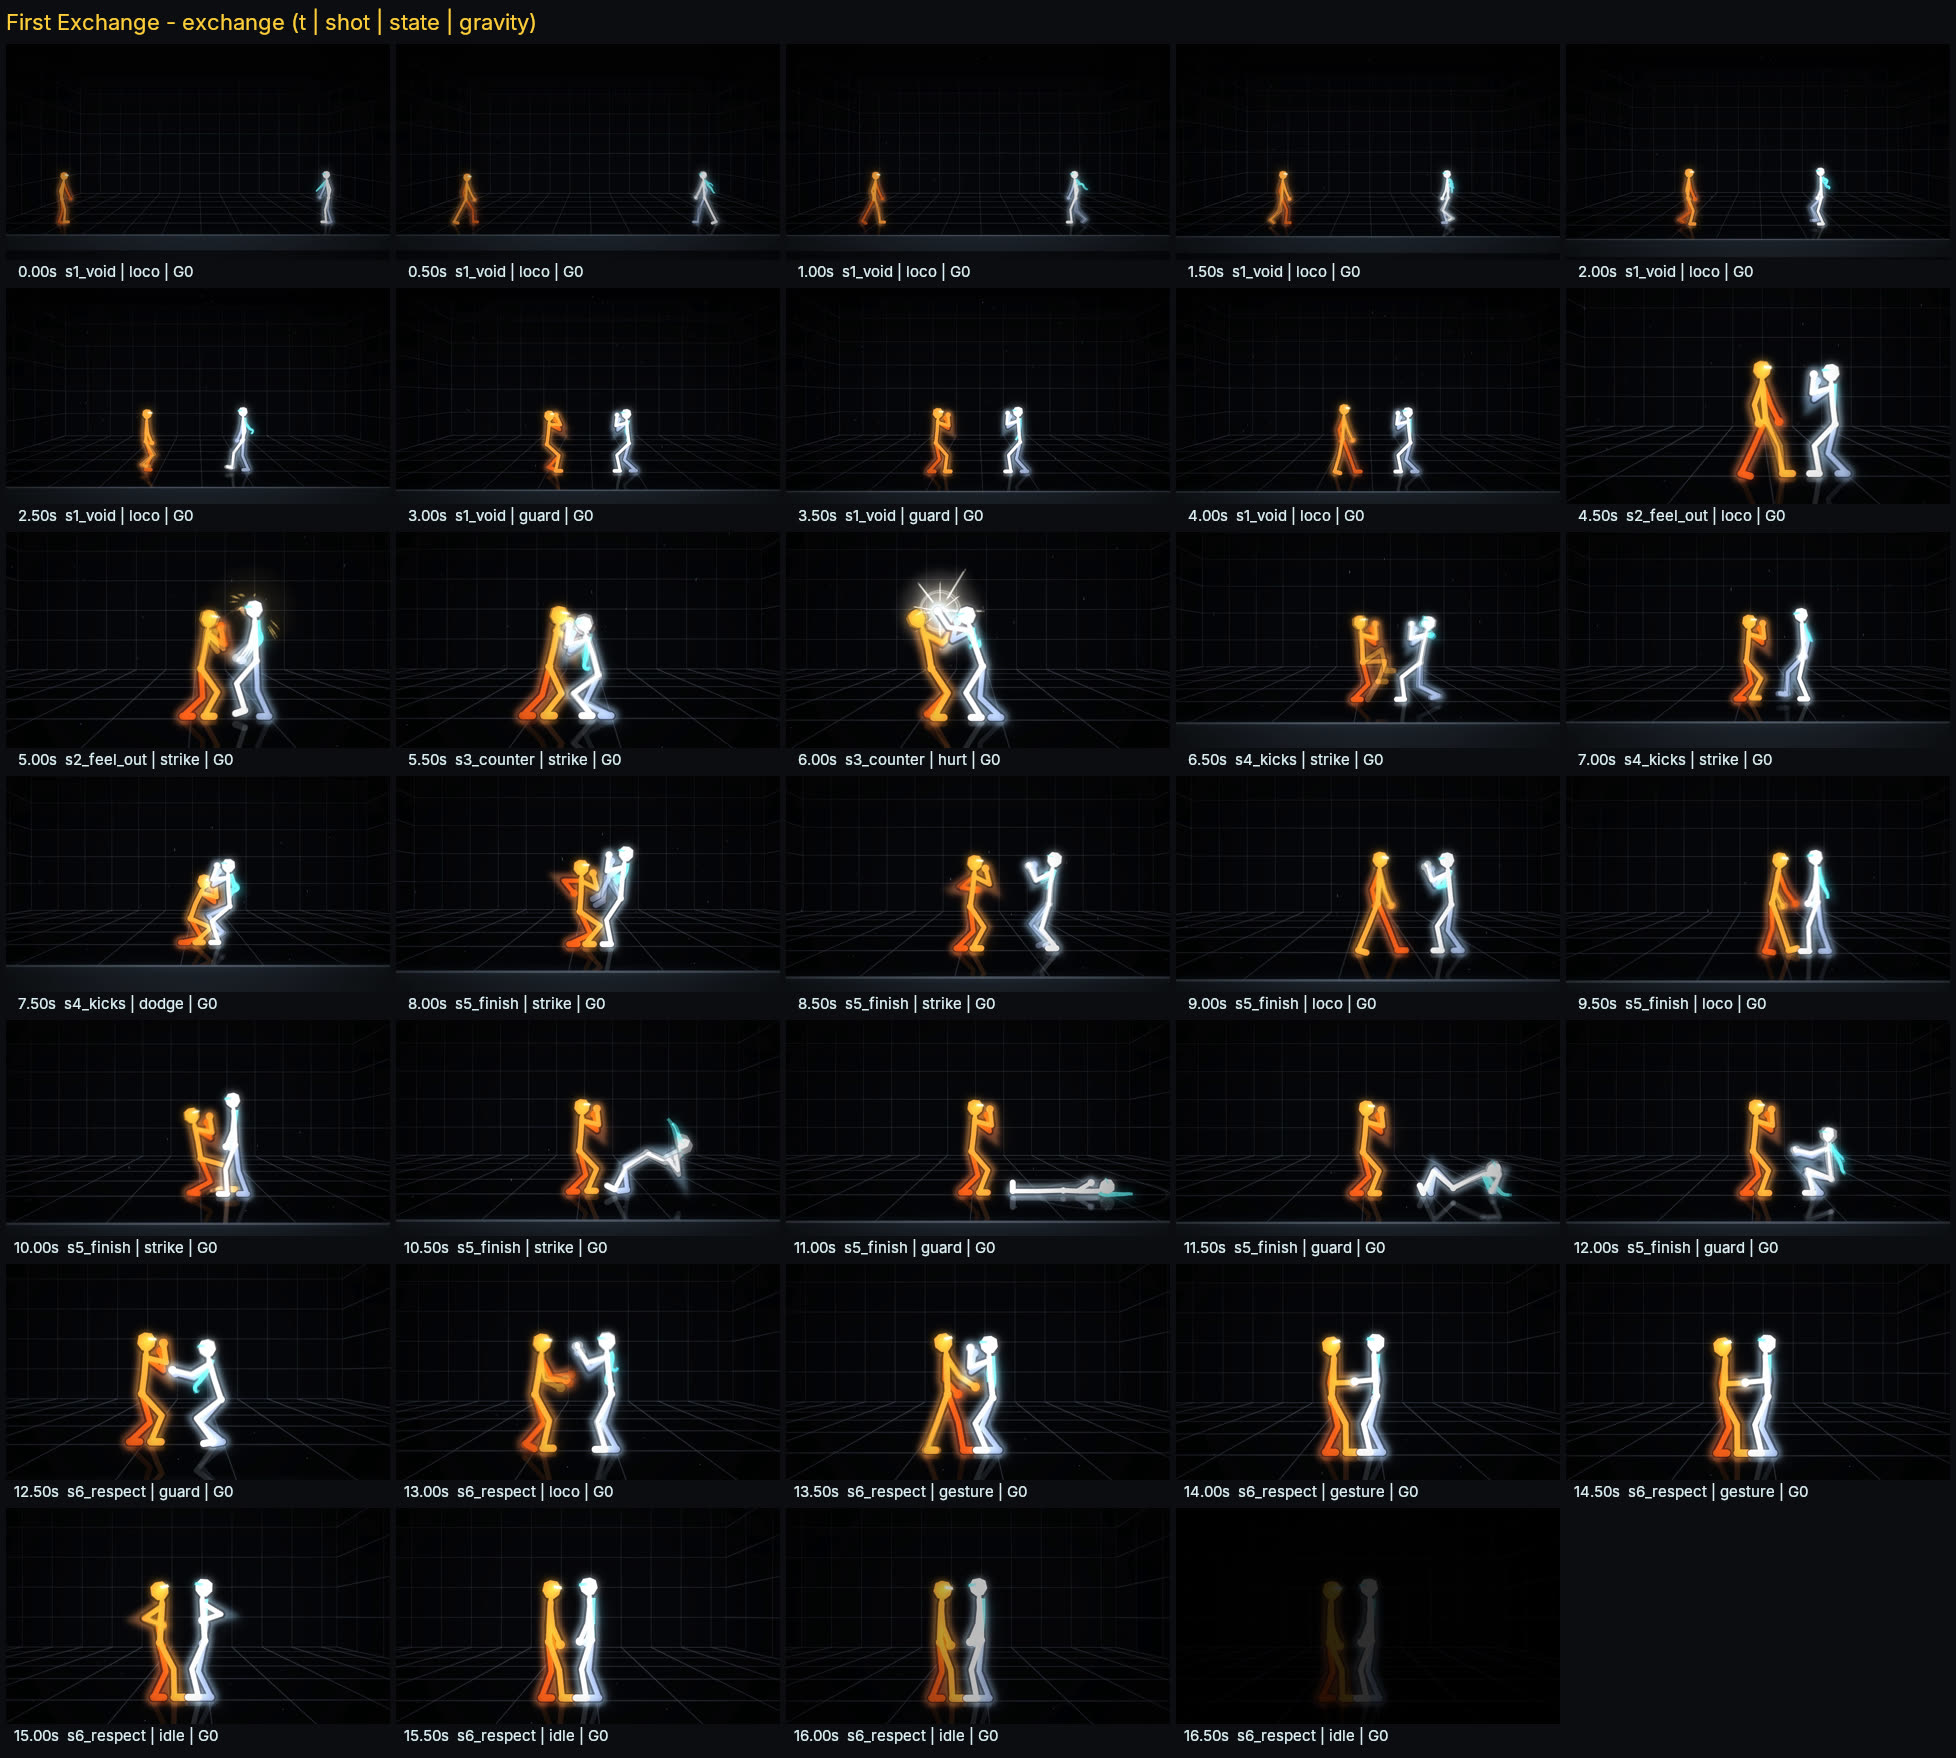 First Exchange - exchange (t | shot | state | gravity)
0.00s s1_void | loco | G0
0.50s s1_void | loco | G0
1.00s s1_void | loco | G0
1.50s s1_void | loco | G0
2.00s s1_void | loco | G0
2.50s s1_void | loco | G0
3.00s s1_void | guard | G0
3.50s s1_void | guard | G0
4.00s s1_void | loco | G0
4.50s s2_feel_out | loco | G0
5.00s s2_feel_out | strike | G0
5.50s s3_counter | strike | G0
6.00s s3_counter | hurt | G0
6.50s s4_kicks | strike | G0
7.00s s4_kicks | strike | G0
7.50s s4_kicks | dodge | G0
8.00s s5_finish | strike | G0
8.50s s5_finish | strike | G0
9.00s s5_finish | loco | G0
9.50s s5_finish | loco | G0
10.00s s5_finish | strike | G0
10.50s s5_finish | strike | G0
11.00s s5_finish | guard | G0
11.50s s5_finish | guard | G0
12.00s s5_finish | guard | G0
12.50s s6_respect | guard | G0
13.00s s6_respect | loco | G0
13.50s s6_respect | gesture | G0
14.00s s6_respect | gesture | G0
14.50s s6_respect | gesture | G0
15.00s s6_respect | idle | G0
15.50s s6_respect | idle | G0
16.00s s6_respect | idle | G0
16.50s s6_respect | idle | G0